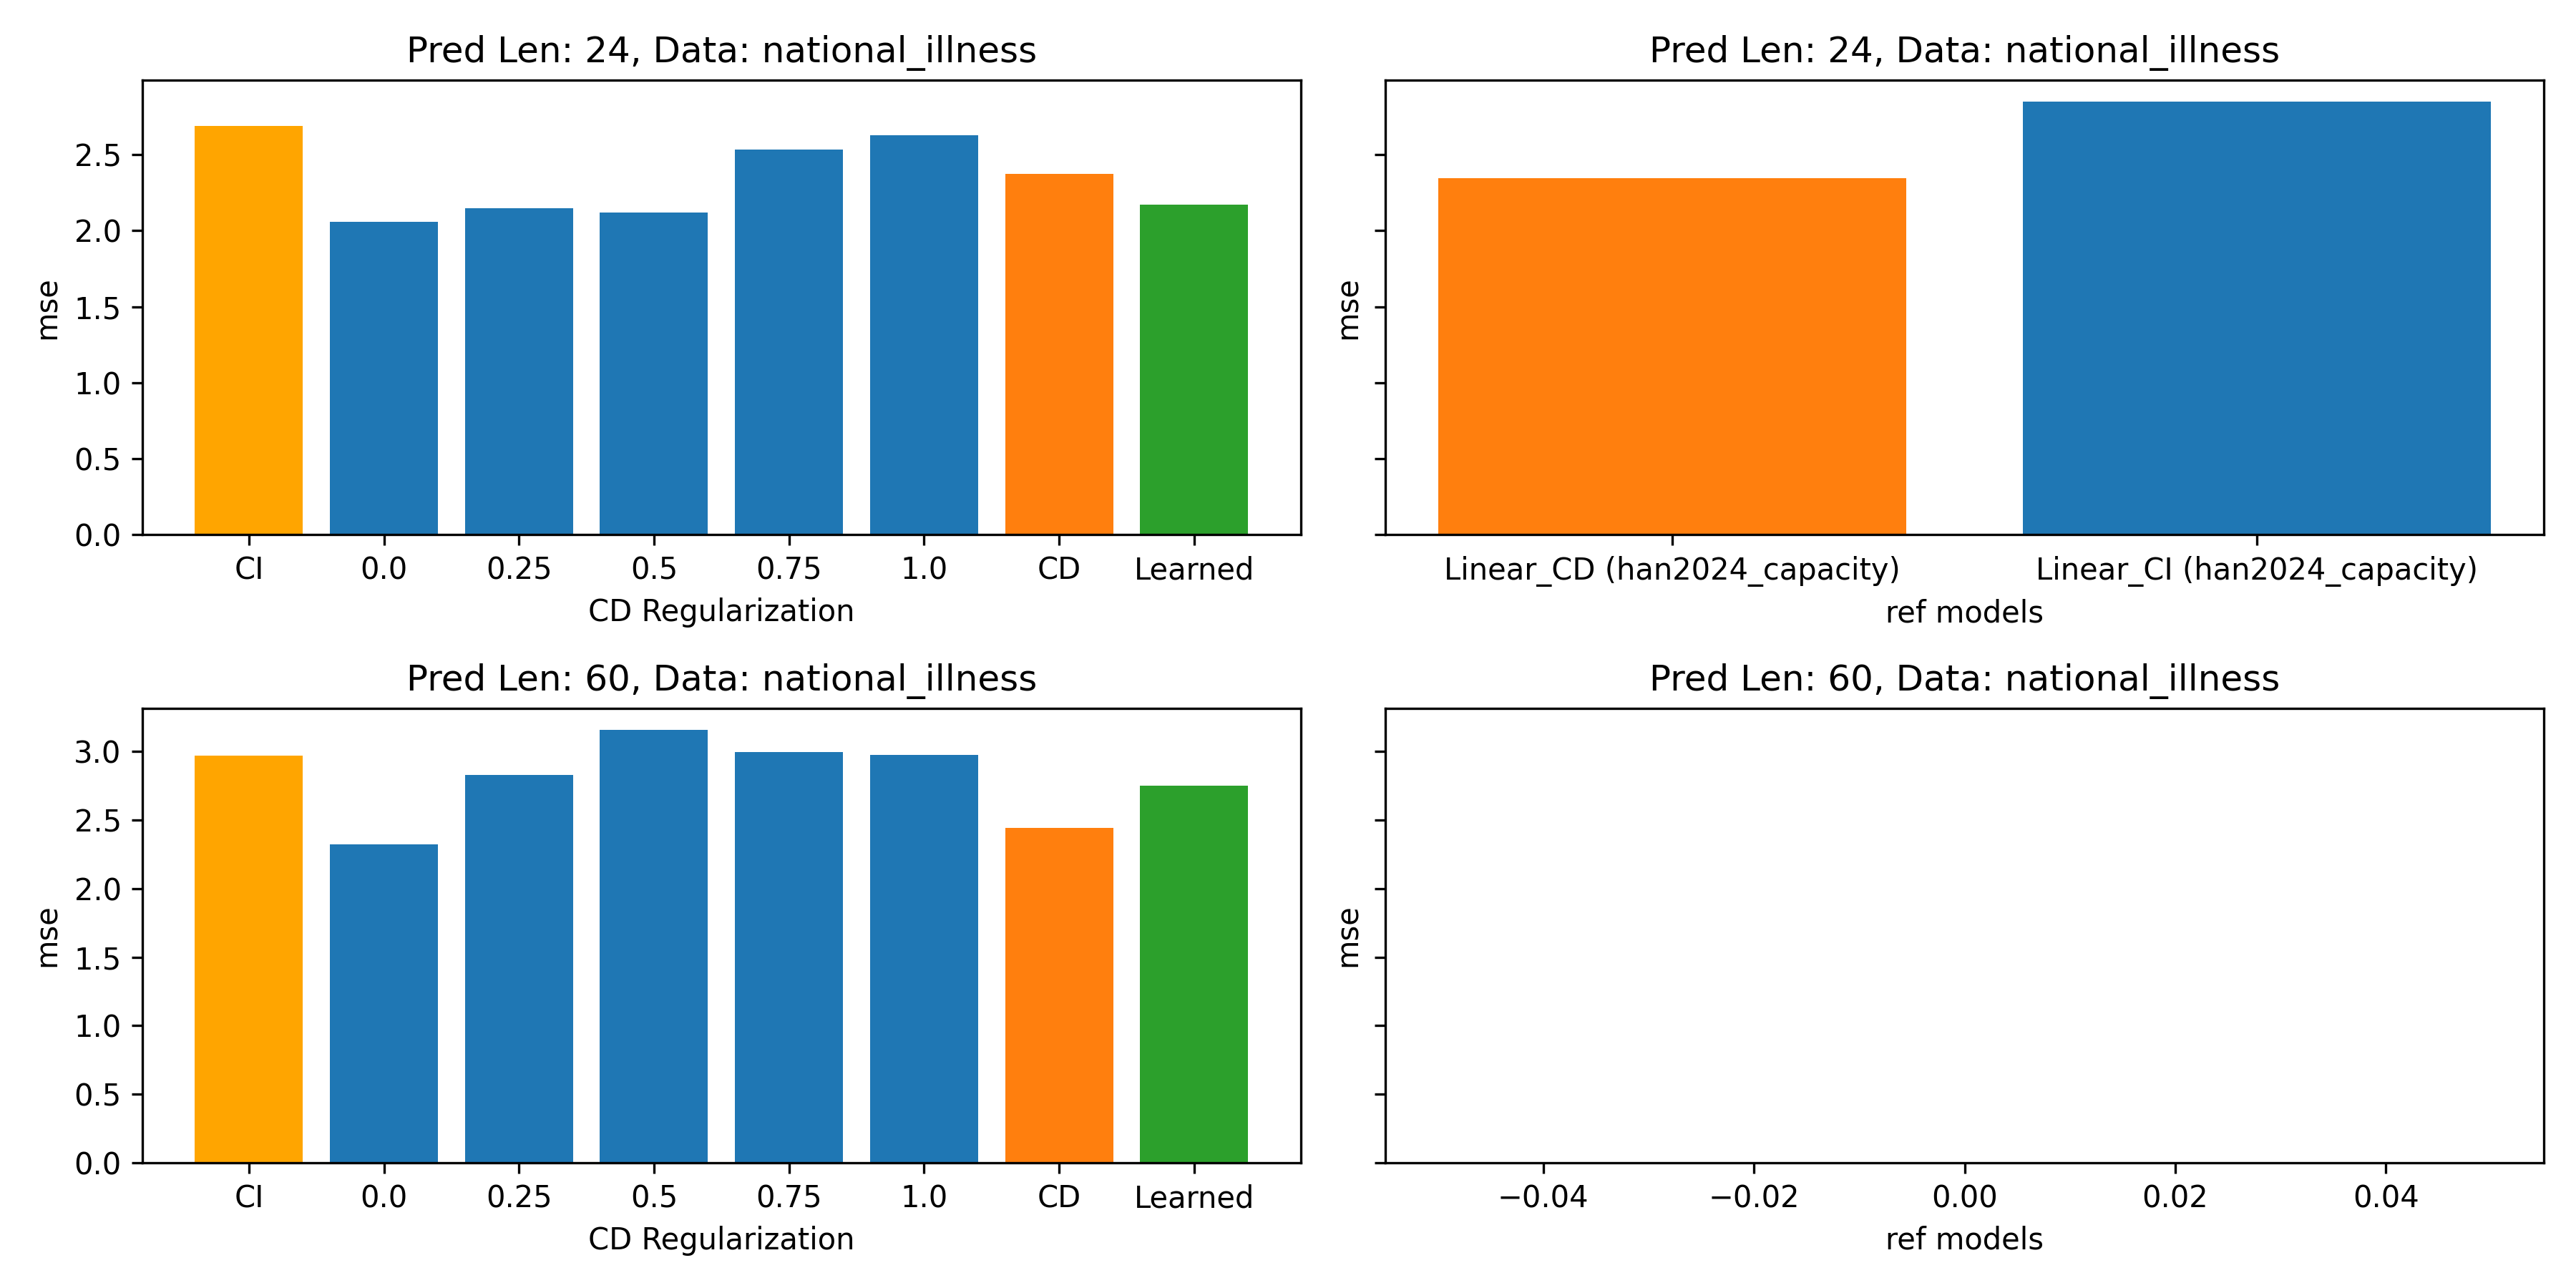 Pred Len: 24, Data: national_illness
mse
2.5
2.0
1.5
1.0
0.5
0.0
CI 0.0 0.25 0.5 0.75 1.0 CD Learned
CD Regularization
Pred Len: 24, Data: national_illness
mse
Linear_CD (han2024_capacity) Linear_CI (han2024_capacity)
ref models
Pred Len: 60, Data: national_illness
mse
3.0
2.5
2.0
1.5
1.0
0.5
0.0
CI 0.0 0.25 0.5 0.75 1.0 CD Learned
CD Regularization
Pred Len: 60, Data: national_illness
mse
−0.04 −0.02 0.00 0.02 0.04
ref models